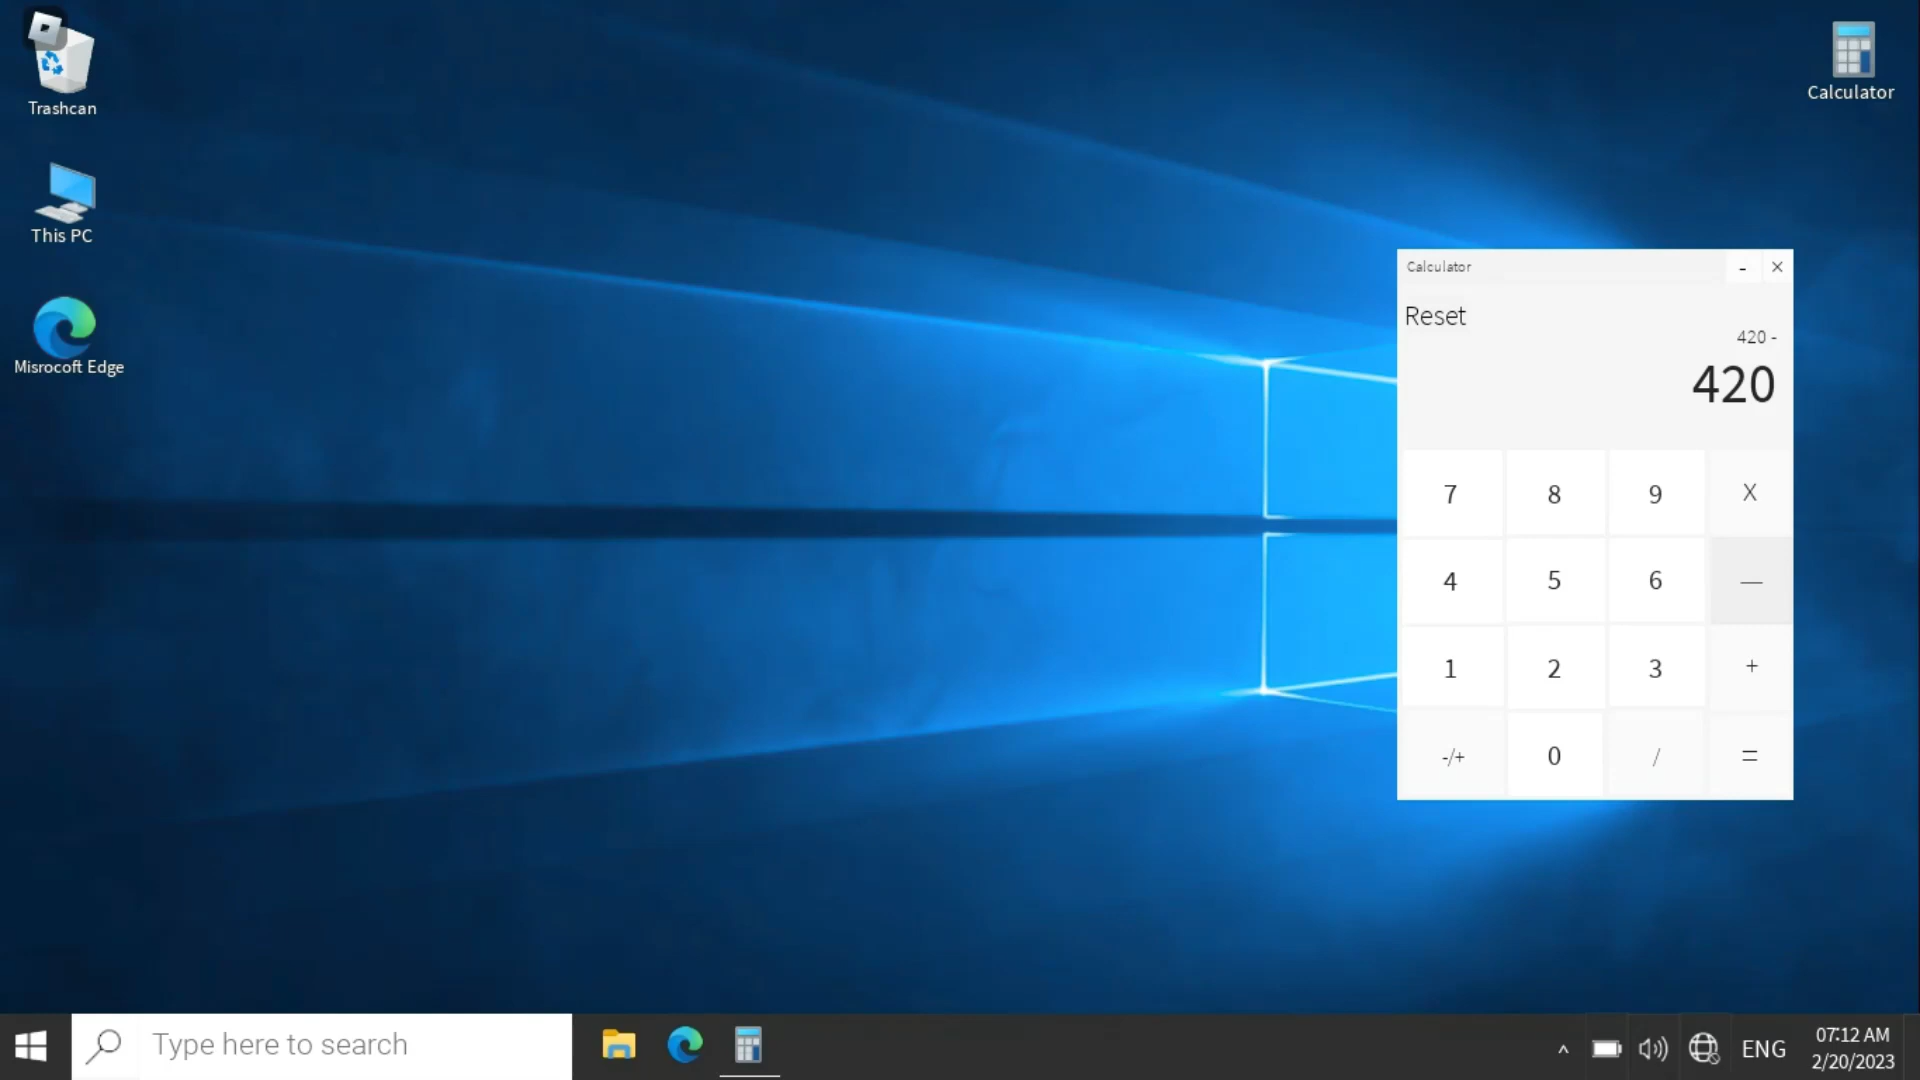 Trashcan
This PC
Misrocoft Edge
Calculator
Calculator - ×
Reset
420 -
420
7 8 9 X
4 5 6 —
1 2 3 +
-/+ 0 / =
Type here to search
ENG
07:12 AM
2/20/2023